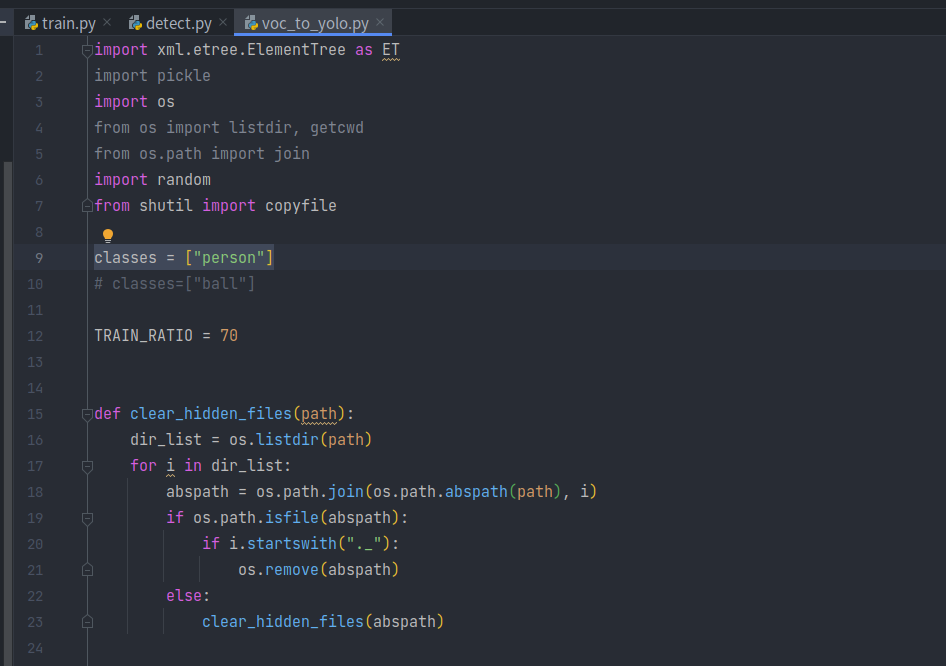 train.py detect.py voc_to_yolo.py
1 import xml.etree.ElementTree as ET
2 import pickle
3 import os
4 from os import listdir, getcwd
5 from os.path import join
6 import random
7 from shutil import copyfile
8
9 classes = ["person"]
10 # classes=["ball"]
11
12 TRAIN_RATIO = 70
13
14
15 def clear_hidden_files(path):
16     dir_list = os.listdir(path)
17     for i in dir_list:
18         abspath = os.path.join(os.path.abspath(path), i)
19         if os.path.isfile(abspath):
20             if i.startswith("._"):
21                 os.remove(abspath)
22         else:
23             clear_hidden_files(abspath)
24